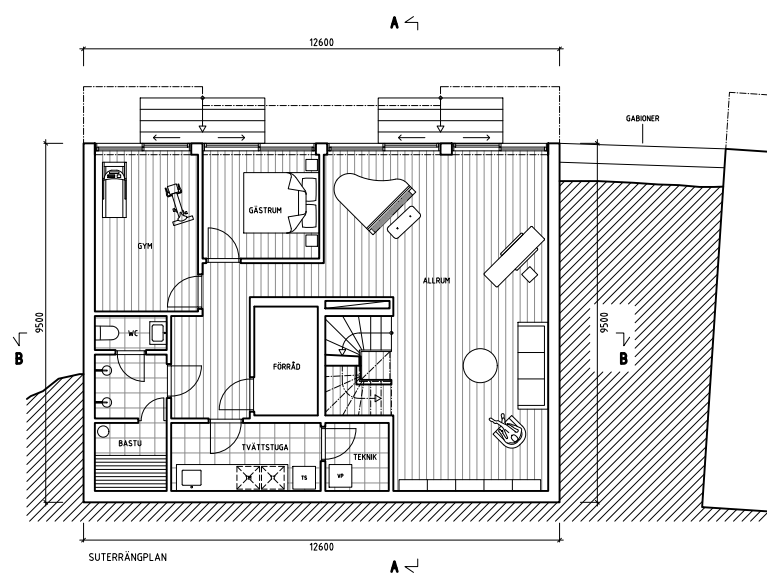 A
12600
GABIONER
GÄSTRUM
GYM
ALLRUM
9500
9500
WC
B
B
FÖRRÅD
BASTU
TVÄTTSTUGA
TEKNIK
TS
VP
12600
SUTERRÄNGPLAN
A